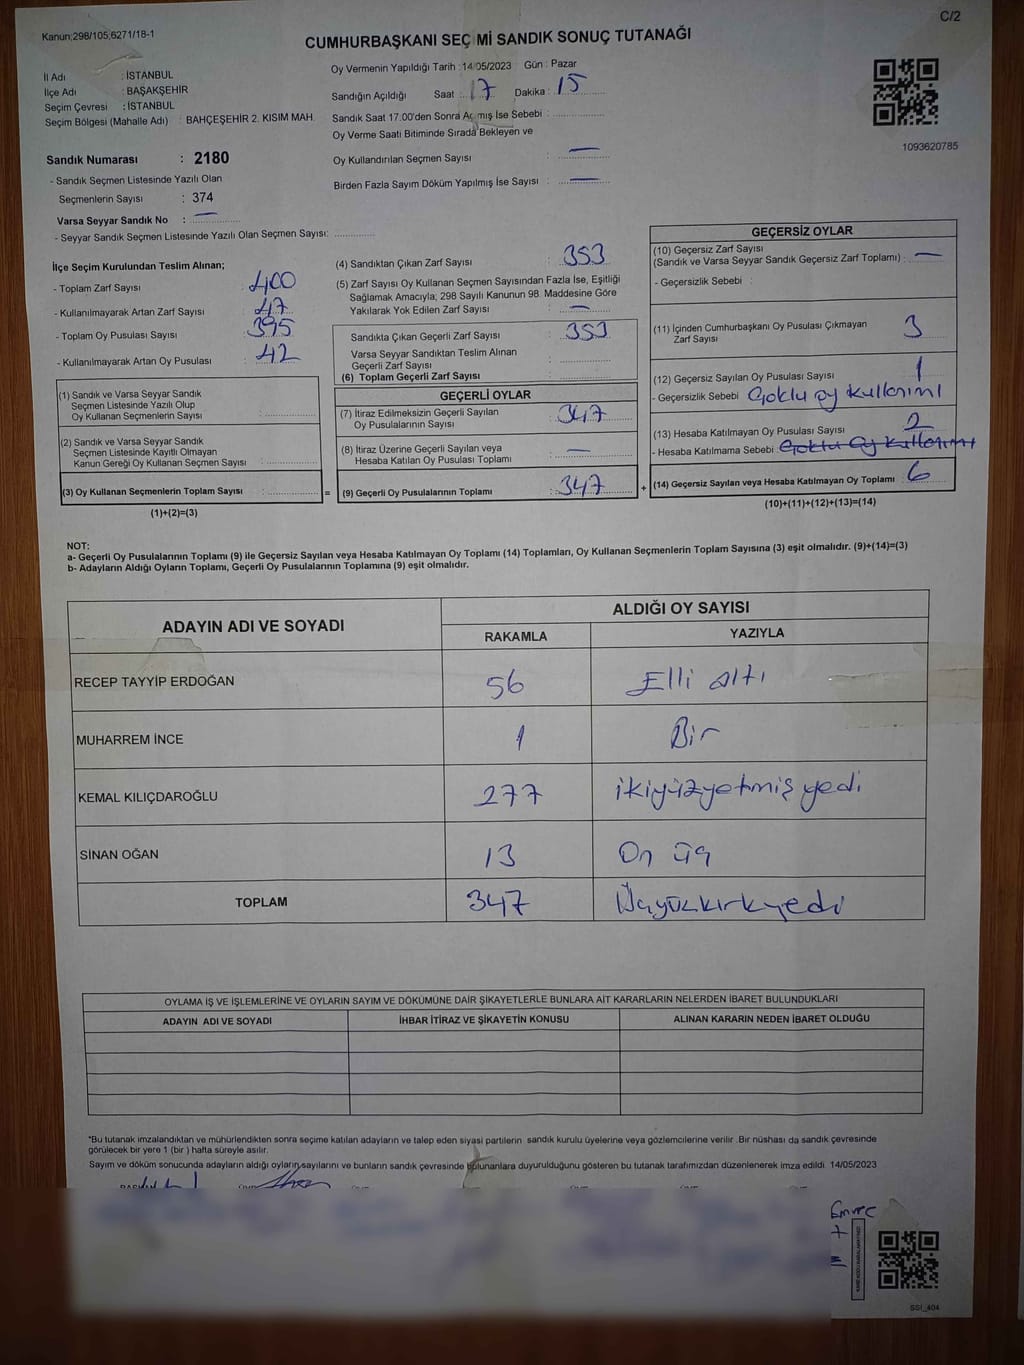 C/2
Kanun:298/105;6271/18-1
CUMHURBAŞKANI SEÇ Mİ SANDIK SONUÇ TUTANAĞI
İl Adı : İSTANBUL
İlçe Adı : BAŞAKŞEHİR
Seçim Çevresi : İSTANBUL
Seçim Bölgesi (Mahalle Adı) : BAHÇEŞEHİR 2. KISIM MAH.
Oy Vermenin Yapıldığı Tarih : 14/05/2023 Gün : Pazar
Sandığın Açıldığı Saat : 17 Dakika : 15
Sandık Saat 17.00'den Sonra Açılmış İse Sebebi :
Oy Verme Saati Bitiminde Sırada Bekleyen ve
Oy Kullandırılan Seçmen Sayısı : —
Birden Fazla Sayım Döküm Yapılmış İse Sayısı : —
1093620785
Sandık Numarası : 2180
- Sandık Seçmen Listesinde Yazılı Olan
Seçmenlerin Sayısı : 374
Varsa Seyyar Sandık No : —
- Seyyar Sandık Seçmen Listesinde Yazılı Olan Seçmen Sayısı:
İlçe Seçim Kurulundan Teslim Alınan;
- Toplam Zarf Sayısı : 400
- Kullanılmayarak Artan Zarf Sayısı : 47
- Toplam Oy Pusulası Sayısı : 395
- Kullanılmayarak Artan Oy Pusulası : 42
(1) Sandık ve Varsa Seyyar Sandık
Seçmen Listesinde Yazılı Olup
Oy Kullanan Seçmenlerin Sayısı :
(2) Sandık ve Varsa Seyyar Sandık
Seçmen Listesinde Kayıtlı Olmayan
Kanun Gereği Oy Kullanan Seçmen Sayısı :
(3) Oy Kullanan Seçmenlerin Toplam Sayısı : =
(1)+(2)=(3)
(4) Sandıktan Çıkan Zarf Sayısı : 353
(5) Zarf Sayısı Oy Kullanan Seçmen Sayısından Fazla İse, Eşitliği
Sağlamak Amacıyla; 298 Sayılı Kanunun 98. Maddesine Göre
Yakılarak Yok Edilen Zarf Sayısı : —
Sandıkta Çıkan Geçerli Zarf Sayısı : 353
Varsa Seyyar Sandıktan Teslim Alınan
Geçerli Zarf Sayısı :
(6) Toplam Geçerli Zarf Sayısı :
GEÇERLİ OYLAR
(7) İtiraz Edilmeksizin Geçerli Sayılan
Oy Pusulalarının Sayısı : 347
(8) İtiraz Üzerine Geçerli Sayılan veya
Hesaba Katılan Oy Pusulası Toplamı : —
(9) Geçerli Oy Pusulalarının Toplamı : 347 +
GEÇERSİZ OYLAR
(10) Geçersiz Zarf Sayısı
(Sandık ve Varsa Seyyar Sandık Geçersiz Zarf Toplamı) : —
- Geçersizlik Sebebi :
(11) İçinden Cumhurbaşkanı Oy Pusulası Çıkmayan
Zarf Sayısı : 3
(12) Geçersiz Sayılan Oy Pusulası Sayısı : 1
- Geçersizlik Sebebi Çoklu oy kullanımı
(13) Hesaba Katılmayan Oy Pusulası Sayısı : 2
- Hesaba Katılmama Sebebi : Çoklu Oy Kullanımı
(14) Geçersiz Sayılan veya Hesaba Katılmayan Oy Toplamı : 6
(10)+(11)+(12)+(13)=(14)
NOT:
a- Geçerli Oy Pusulalarının Toplamı (9) ile Geçersiz Sayılan veya Hesaba Katılmayan Oy Toplamı (14) Toplamları, Oy Kullanan Seçmenlerin Toplam Sayısına (3) eşit olmalıdır. (9)+(14)=(3)
b- Adayların Aldığı Oyların Toplamı, Geçerli Oy Pusulalarının Toplamına (9) eşit olmalıdır.
ADAYIN ADI VE SOYADI ALDIĞI OY SAYISI
RAKAMLA YAZIYLA
RECEP TAYYİP ERDOĞAN 56 Elli altı
MUHARREM İNCE 1 Bir
KEMAL KILIÇDAROĞLU 277 ikiyüzyetmiş yedi
SİNAN OĞAN 13 On üç
TOPLAM 347 Üçyüzkırkyedi
OYLAMA İŞ VE İŞLEMLERİNE VE OYLARIN SAYIM VE DÖKÜMÜNE DAİR ŞİKAYETLERLE BUNLARA AİT KARARLARIN NELERDEN İBARET BULUNDUKLARI
ADAYIN ADI VE SOYADI İHBAR İTİRAZ VE ŞİKAYETİN KONUSU ALINAN KARARIN NEDEN İBARET OLDUĞU
*Bu tutanak imzalandıktan ve mühürlendikten sonra seçime katılan adayların ve talep eden siyasi partilerin sandık kurulu üyelerine veya gözlemcilerine verilir .Bir nüshası da sandık çevresinde
görülecek bir yere 1 (bir ) hafta süreyle asılır.
Sayım ve döküm sonucunda adayların aldığı oyların sayılarını ve bunların sandık çevresinde bulunanlara duyurulduğunu gösteren bu tutanak tarafımızdan düzenlenerek imza edildi. 14/05/2023
Emre
SSI_404